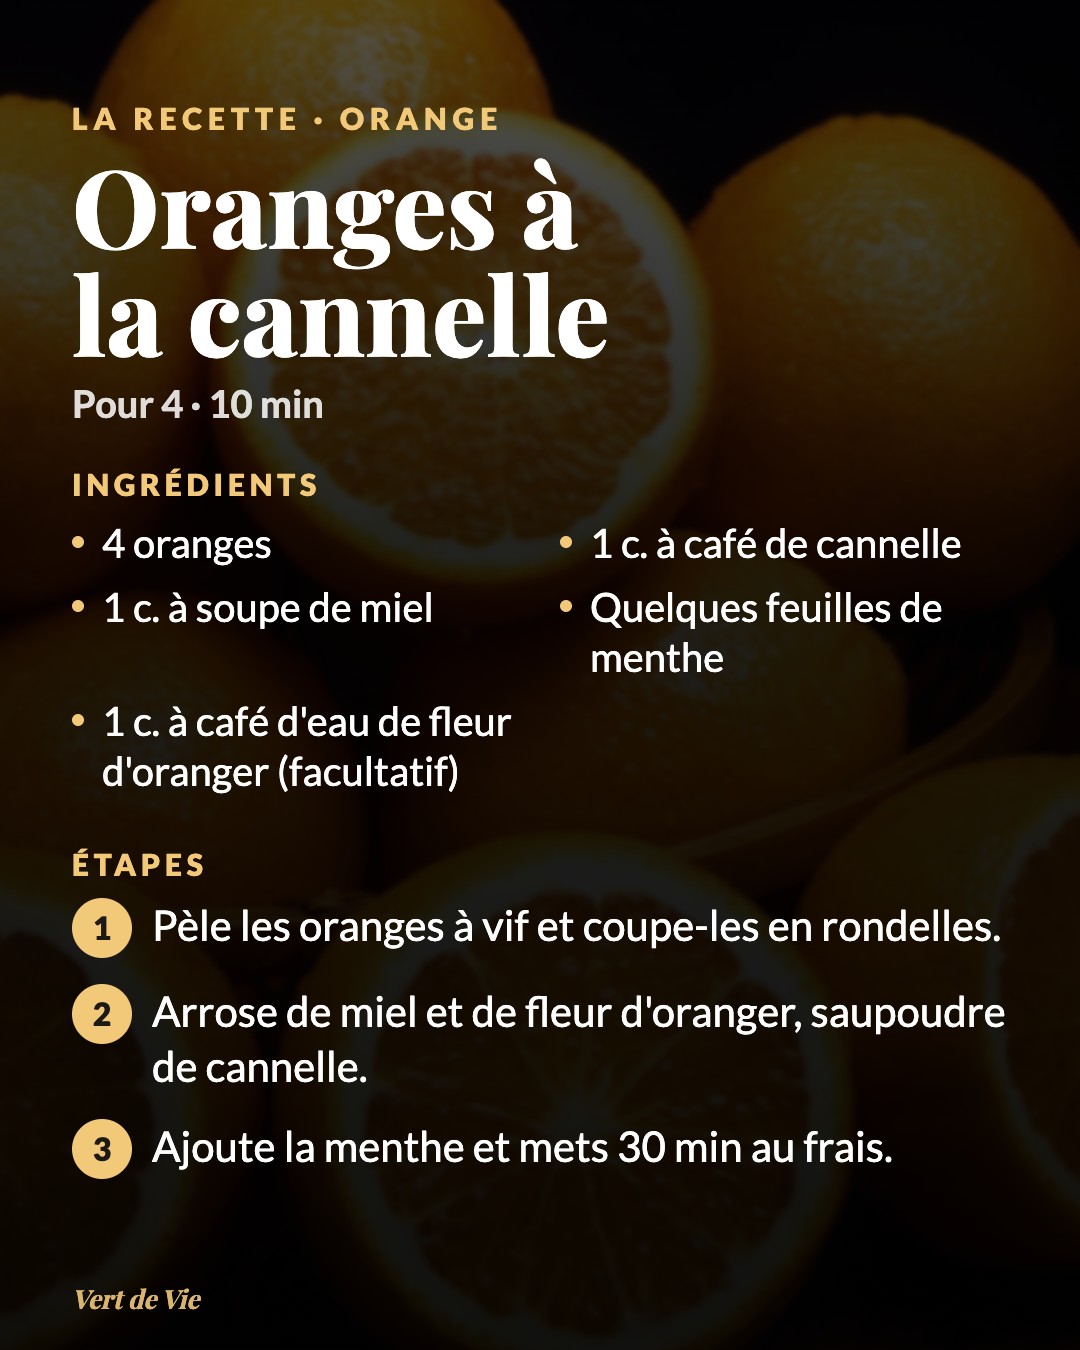 LA RECETTE · ORANGE
Oranges à
la cannelle
Pour 4 · 10 min
INGRÉDIENTS
• 4 oranges
• 1 c. à café de cannelle
• 1 c. à soupe de miel
• Quelques feuilles de
menthe
• 1 c. à café d'eau de fleur
d'oranger (facultatif)
ÉTAPES
1 Pèle les oranges à vif et coupe-les en rondelles.
2 Arrose de miel et de fleur d'oranger, saupoudre
de cannelle.
3 Ajoute la menthe et mets 30 min au frais.
Vert de Vie